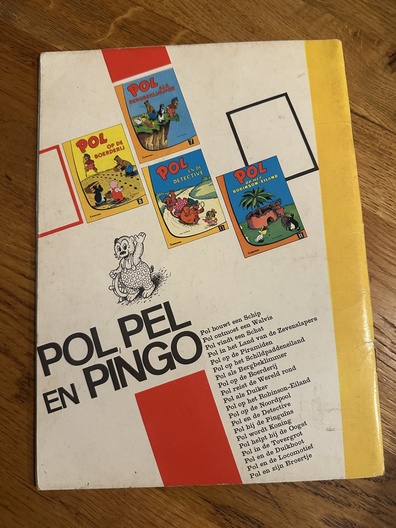 POL
ALS
BERGBEKLIMMER
7
POL
OP DE
BOERDERIJ
8
POL
EN DE
DETECTIVE
POL
OP HET
ROBINSON-EILAND
POL, PEL
EN PINGO
Pol bouwt een Schip
Pol ontmoet een Walvis
Pol vindt een Schat
Pol in het Land van de Zevenslapers
Pol op de Piramiden
Pol op het Schildpaddeneiland
Pol als Bergbeklimmer
Pol op de Boerderij
Pol reist de Wereld rond
Pol als Duiker
Pol op het Robinson-Eiland
Pol op de Noordpool
Pol en de Detective
Pol bij de Pinguins
Pol wordt Koning
Pol helpt bij de Oogst
Pol in de Tovergrot
Pol en de Duikboot
Pol en de Locomotief
Pol en zijn Broertje